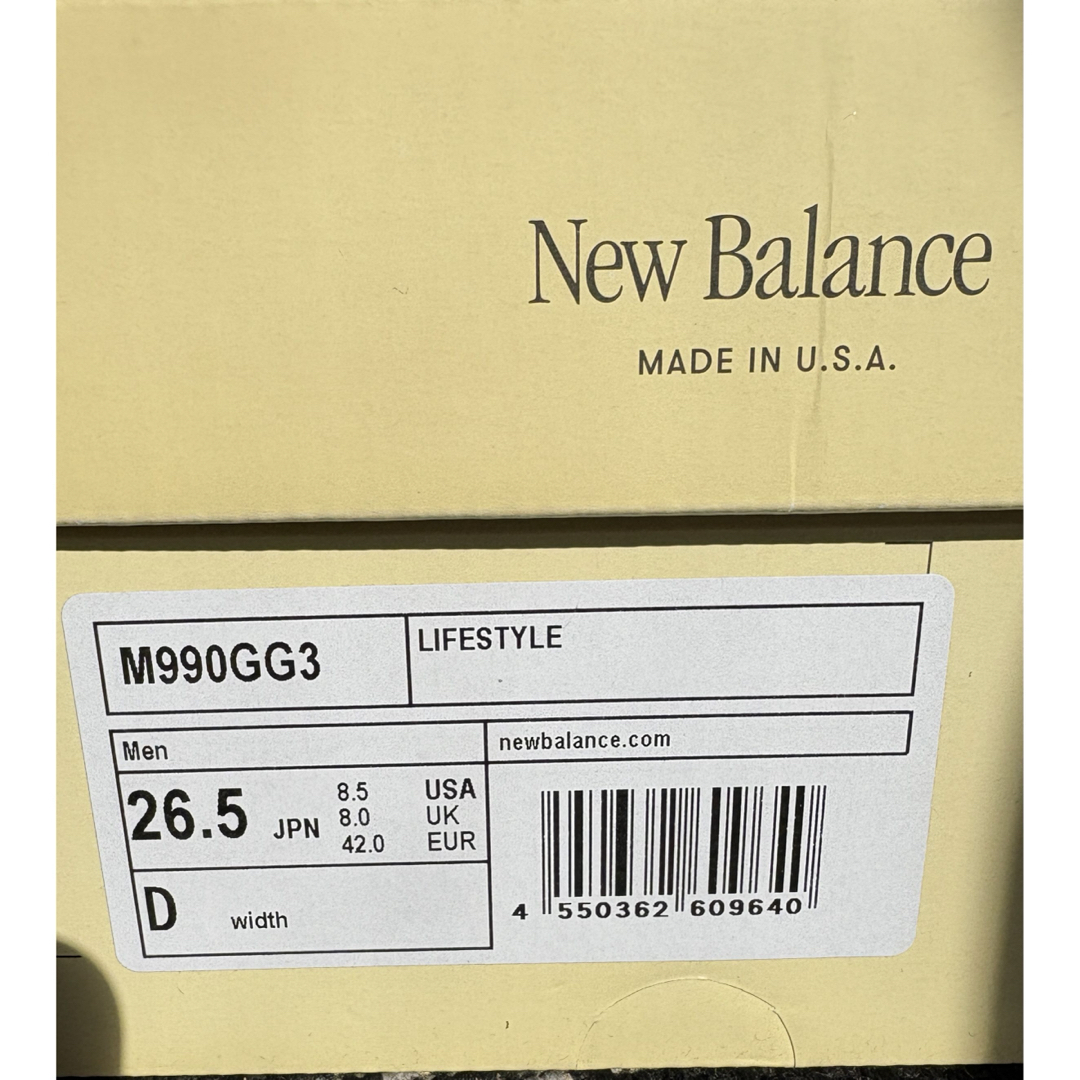 New Balance
MADE IN U.S.A.
M990GG3
LIFESTYLE
Men
newbalance.com
26.5 JPN
8.5 USA
8.0 UK
42.0 EUR
D width
4 550362 609640